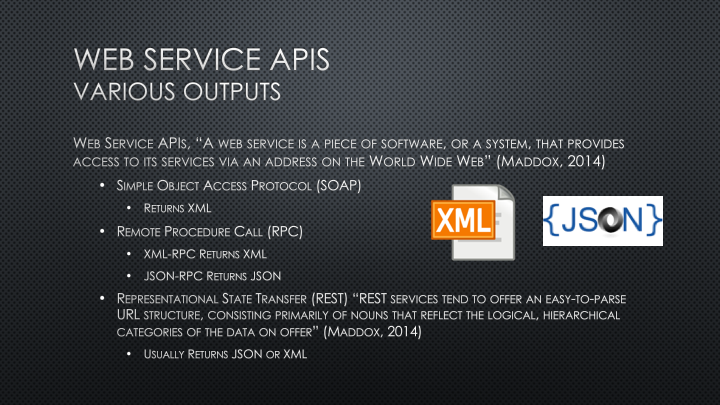 WEB SERVICE APIS
VARIOUS OUTPUTS
WEB SERVICE APIS, “A WEB SERVICE IS A PIECE OF SOFTWARE, OR A SYSTEM, THAT PROVIDES
ACCESS TO ITS SERVICES VIA AN ADDRESS ON THE WORLD WIDE WEB” (MADDOX, 2014)
• SIMPLE OBJECT ACCESS PROTOCOL (SOAP)
• RETURNS XML
• REMOTE PROCEDURE CALL (RPC)
• XML-RPC RETURNS XML
• JSON-RPC RETURNS JSON
• REPRESENTATIONAL STATE TRANSFER (REST) “REST SERVICES TEND TO OFFER AN EASY-TO-PARSE
URL STRUCTURE, CONSISTING PRIMARILY OF NOUNS THAT REFLECT THE LOGICAL, HIERARCHICAL
CATEGORIES OF THE DATA ON OFFER” (MADDOX, 2014)
• USUALLY RETURNS JSON OR XML
XML
{JSON}